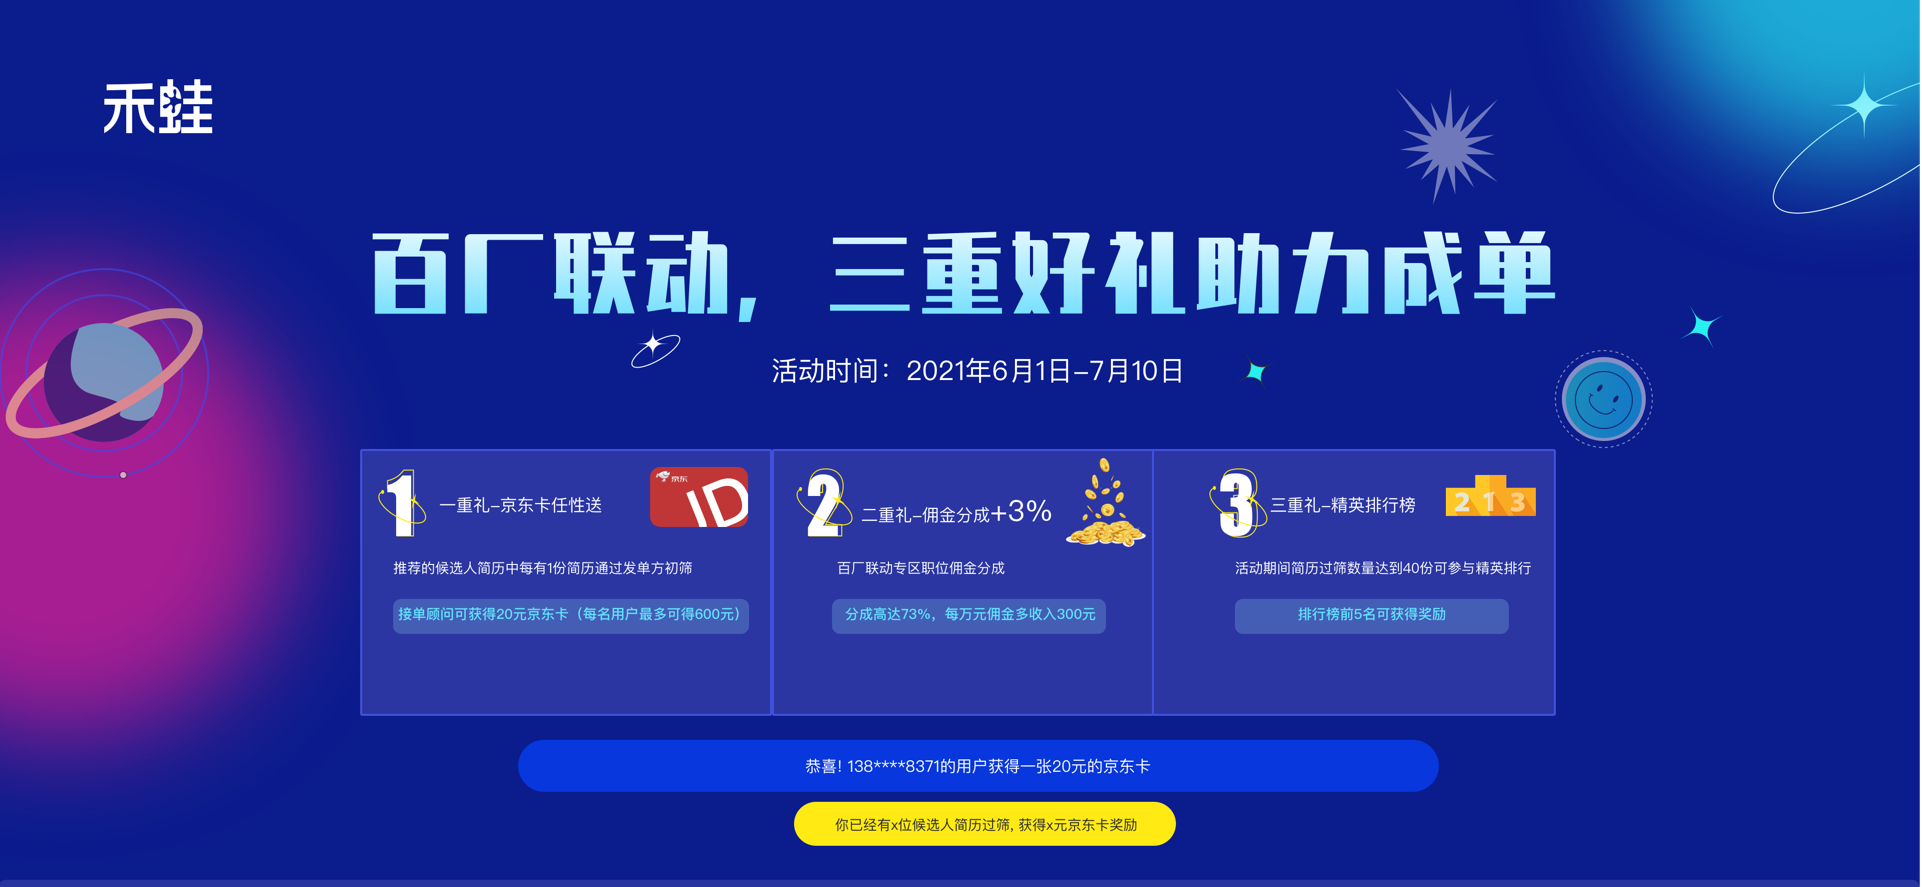 禾蛙
百厂联动，三重好礼助力成单
活动时间：2021年6月1日-7月10日
1
一重礼-京东卡任性送
京东
ID
推荐的候选人简历中每有1份简历通过发单方初筛
接单顾问可获得20元京东卡（每名用户最多可得600元）
2
二重礼-佣金分成+3%
百厂联动专区职位佣金分成
分成高达73%，每万元佣金多收入300元
3
三重礼-精英排行榜
2 1 3
活动期间简历过筛数量达到40份可参与精英排行
排行榜前5名可获得奖励
恭喜! 138****8371的用户获得一张20元的京东卡
你已经有x位候选人简历过筛, 获得x元京东卡奖励